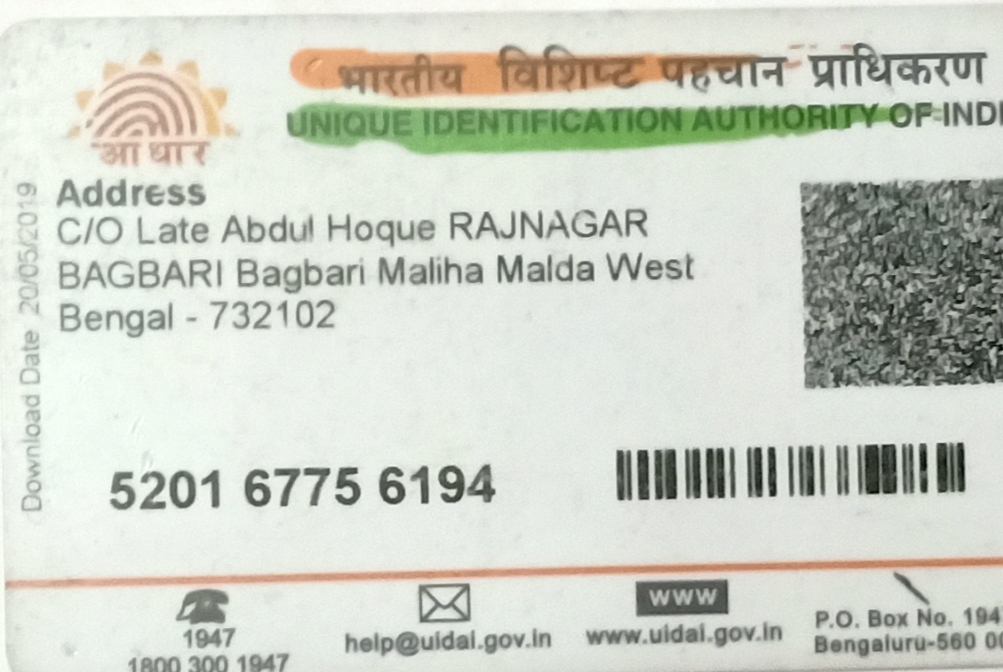 भारतीय विशिष्ट पहचान प्राधिकरण
UNIQUE IDENTIFICATION AUTHORITY OF INDI
आधार
Download Date 20/05/2019
Address
C/O Late Abdul Hoque RAJNAGAR
BAGBARI Bagbari Maliha Malda West
Bengal - 732102
5201 6775 6194
1947
1800 300 1947
help@uidai.gov.in
WWW
www.uidai.gov.in
P.O. Box No. 194
Bengaluru-560 0